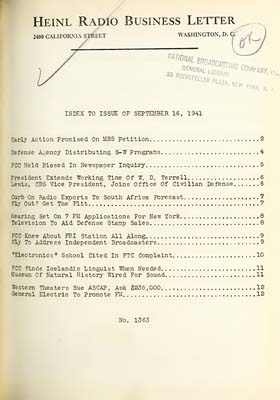 HEINL RADIO BUSINESS LETTER
2400 CALIFORNIA STREET WASHINGTON, D. C.
OK
NATIONAL BROADCASTING COMPANY, INC.
GENERAL LIBRARY
30 ROCKEFELLER PLAZA, NEW YORK, N. Y.
INDEX TO ISSUE OF SEPTEMBER 16, 1941
Early Action Promised On MBS Petition 2
Defense Agency Distributing S-W Programs 4
FCC Held Biased In Newspaper Inquiry 5
President Extends Working Time Of W. D. Terrell 6
Lewis, CBS Vice President, Joins Office Of Civilian Defense 6
Curb On Radio Exports To South Africa Forecast 7
Fly Out? Get The Flit 7
Hearing Set On 7 FM Applications For New York 8
Television To Aid Defense Stamp Sales 8
FCC Knew About FBI Station All Along 9
Fly To Address Independent Broadcasters 9
"Electronics" School Cited In FTC Complaint 10
FCC Finds Icelandic Linguist When Needed 11
Museum Of Natural History Wired For Sound 11
Western Theaters Sue ASCAP, Ask $235,000 12
General Electric To Promote FM 12
No. 1363